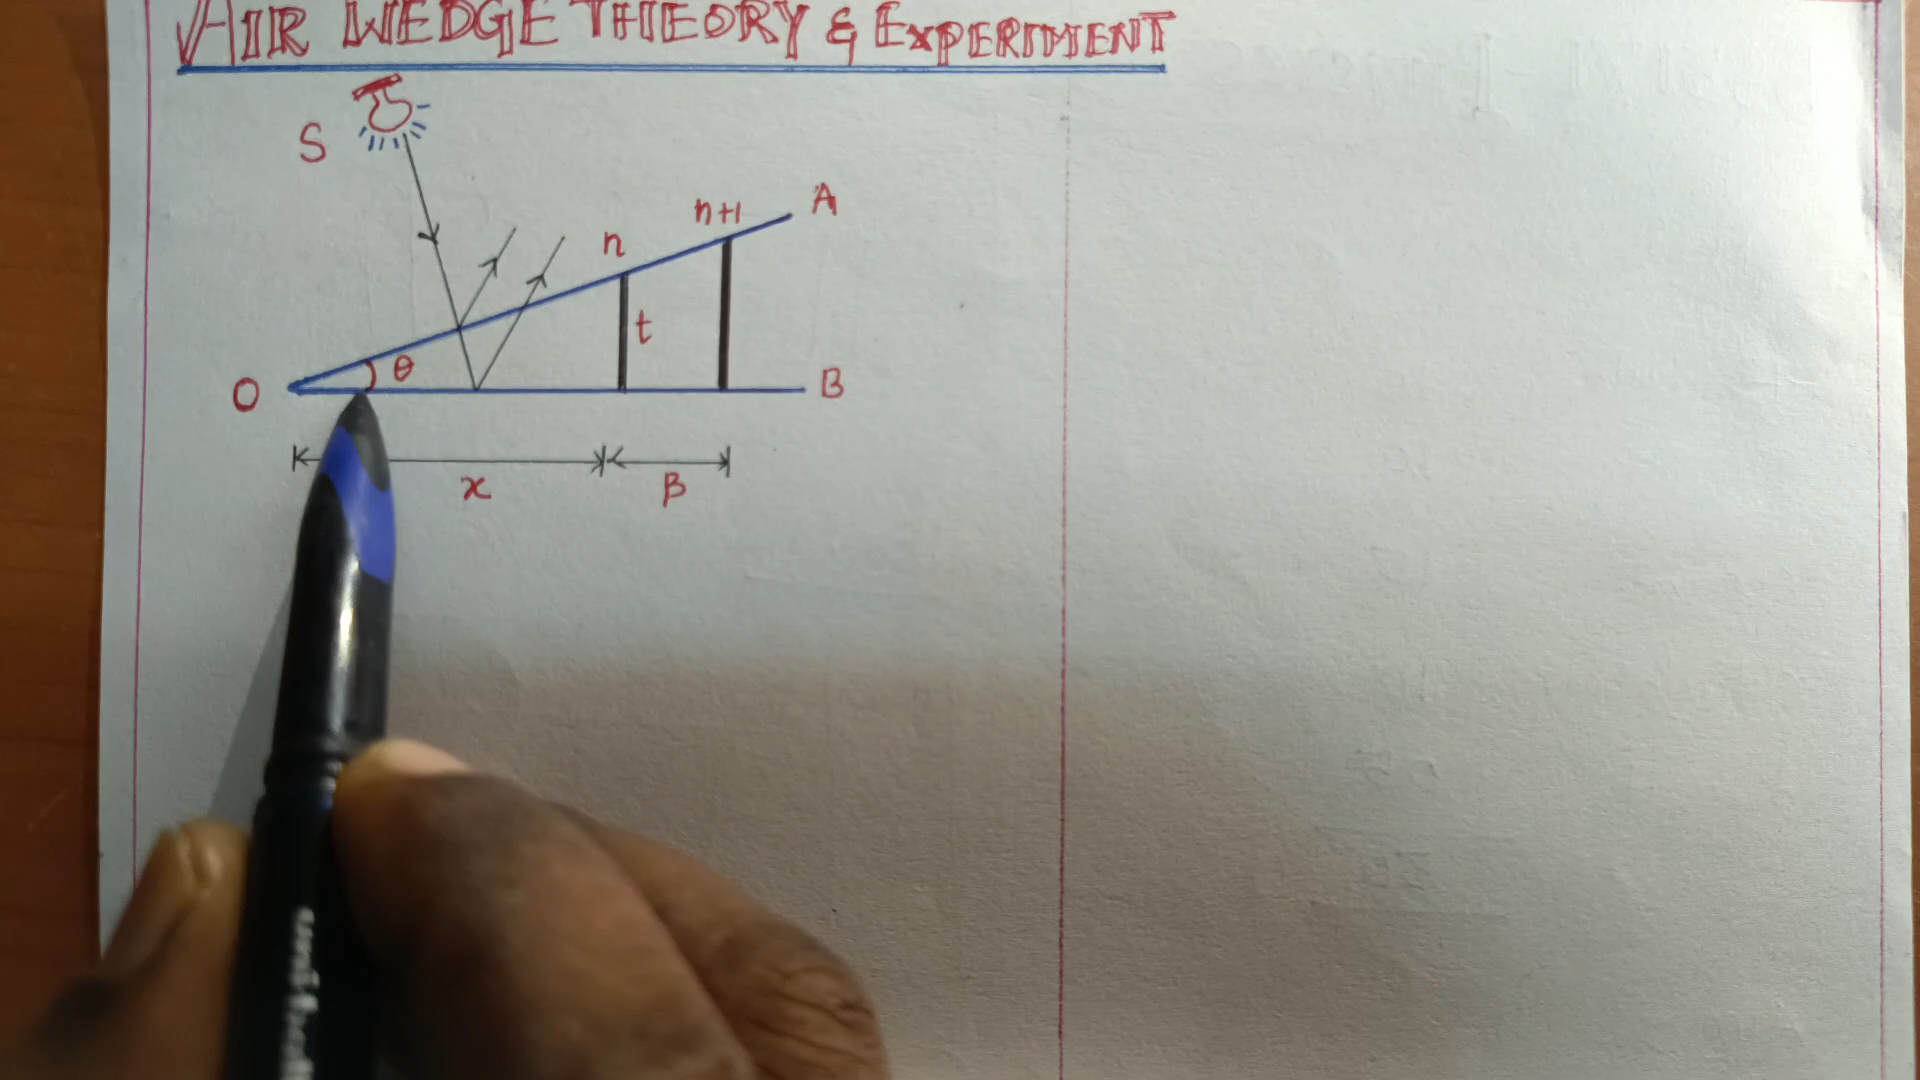 AIR WEDGE THEORY & EXPERIMENT
S
A
n+1
n
t
θ
O
B
x
β